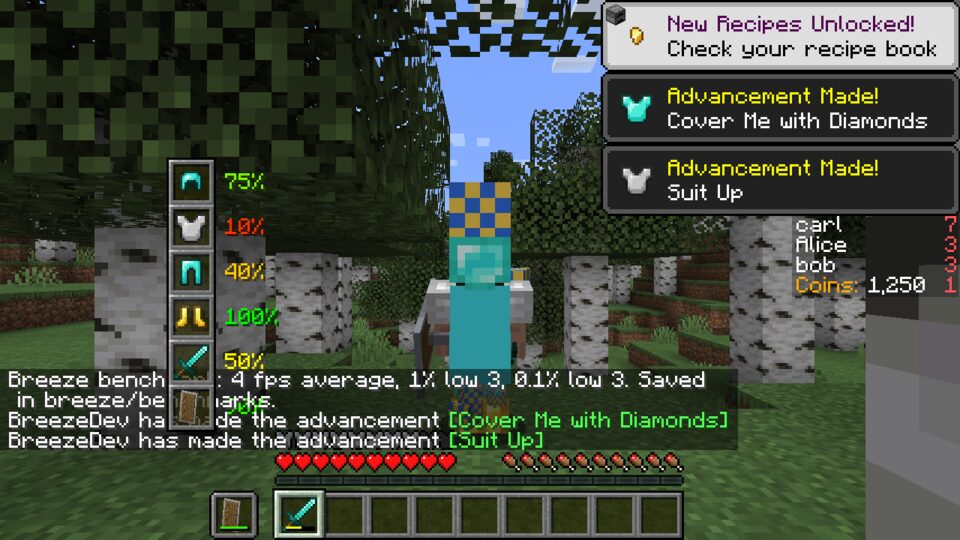 New Recipes Unlocked!
Check your recipe book
Advancement Made!
Cover Me with Diamonds
Advancement Made!
Suit Up
75%
10%
40%
100%
50%
carl 7
Alice 3
bob 3
Coins: 1,250 1
Breeze bench : 4 fps average, 1% low 3, 0.1% low 3. Saved
in breeze/be marks.
BreezeDev ha de the advancement [Cover Me with Diamonds]
BreezeDev has made the advancement [Suit Up]